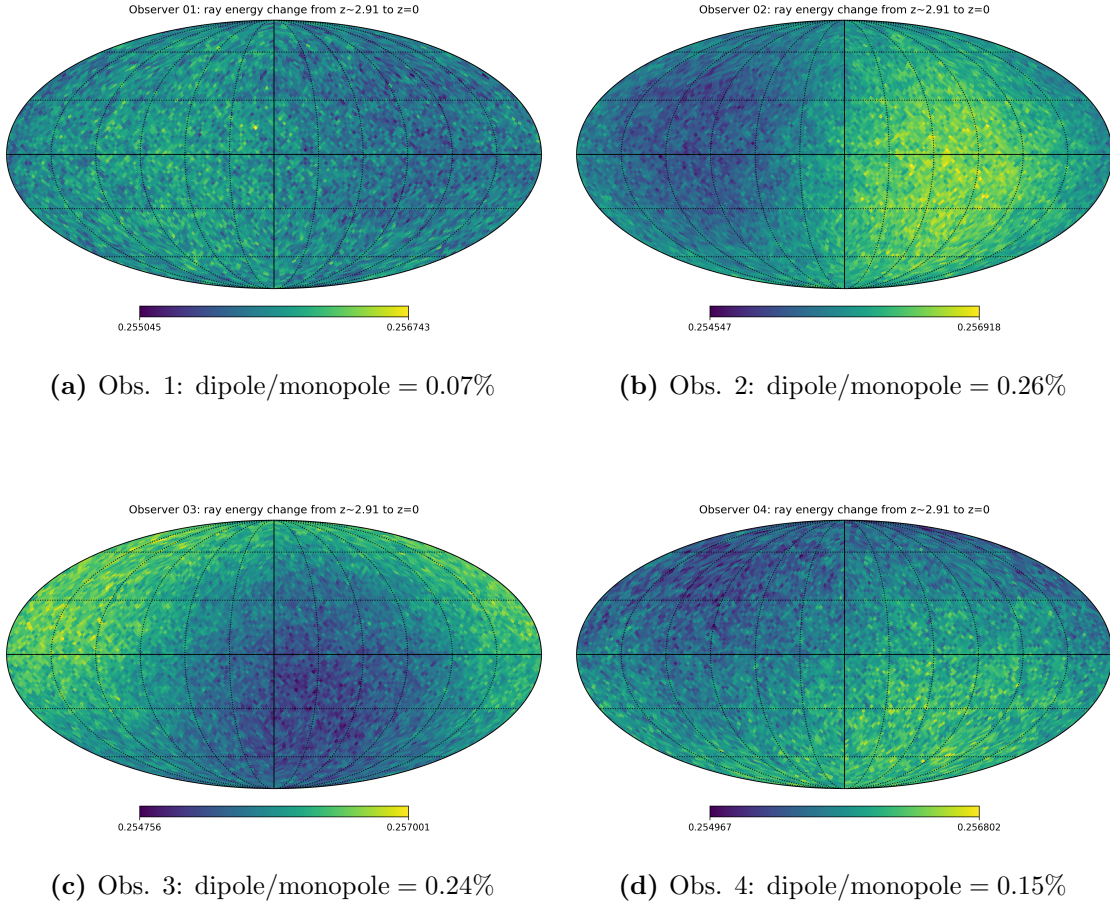 Observer 01: ray energy change from z~2.91 to z=0
0.255045 0.256743
(a) Obs. 1: dipole/monopole = 0.07%
Observer 02: ray energy change from z~2.91 to z=0
0.254547 0.256918
(b) Obs. 2: dipole/monopole = 0.26%
Observer 03: ray energy change from z~2.91 to z=0
0.254756 0.257001
(c) Obs. 3: dipole/monopole = 0.24%
Observer 04: ray energy change from z~2.91 to z=0
0.254967 0.256802
(d) Obs. 4: dipole/monopole = 0.15%